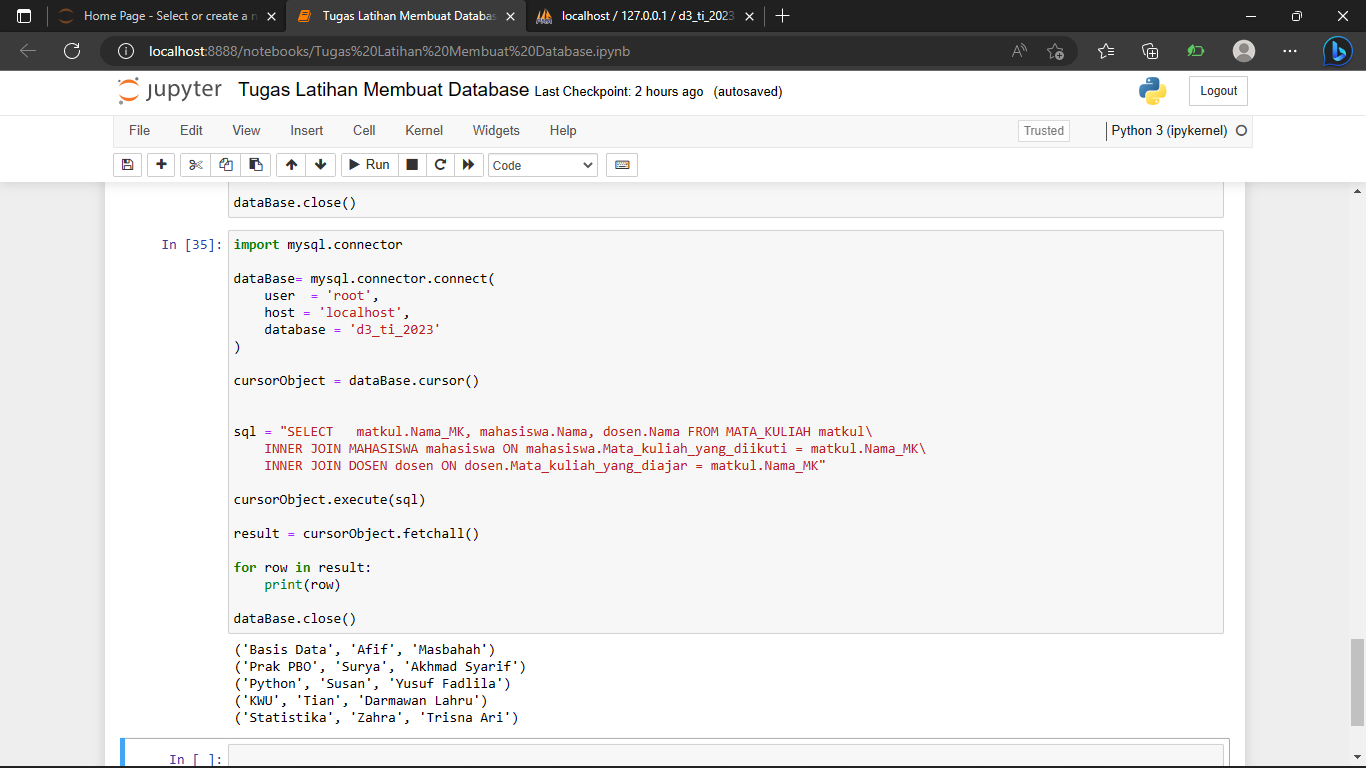 Home Page - Select or create a n
Tugas Latihan Membuat Databas
localhost / 127.0.0.1 / d3_ti_2023
localhost:8888/notebooks/Tugas%20Latihan%20Membuat%20Database.ipynb
jupyter Tugas Latihan Membuat Database Last Checkpoint: 2 hours ago (autosaved)
Logout
File Edit View Insert Cell Kernel Widgets Help
Trusted
Python 3 (ipykernel)
Run
Code
dataBase.close()
In [35]:
import mysql.connector
dataBase= mysql.connector.connect(
    user  = 'root',
    host = 'localhost',
    database = 'd3_ti_2023'
)
cursorObject = dataBase.cursor()
sql = "SELECT   matkul.Nama_MK, mahasiswa.Nama, dosen.Nama FROM MATA_KULIAH matkul\
    INNER JOIN MAHASISWA mahasiswa ON mahasiswa.Mata_kuliah_yang_diikuti = matkul.Nama_MK\
    INNER JOIN DOSEN dosen ON dosen.Mata_kuliah_yang_diajar = matkul.Nama_MK"
cursorObject.execute(sql)
result = cursorObject.fetchall()
for row in result:
    print(row)
dataBase.close()
('Basis Data', 'Afif', 'Masbahah')
('Prak PBO', 'Surya', 'Akhmad Syarif')
('Python', 'Susan', 'Yusuf Fadlila')
('KWU', 'Tian', 'Darmawan Lahru')
('Statistika', 'Zahra', 'Trisna Ari')
In [ ]: